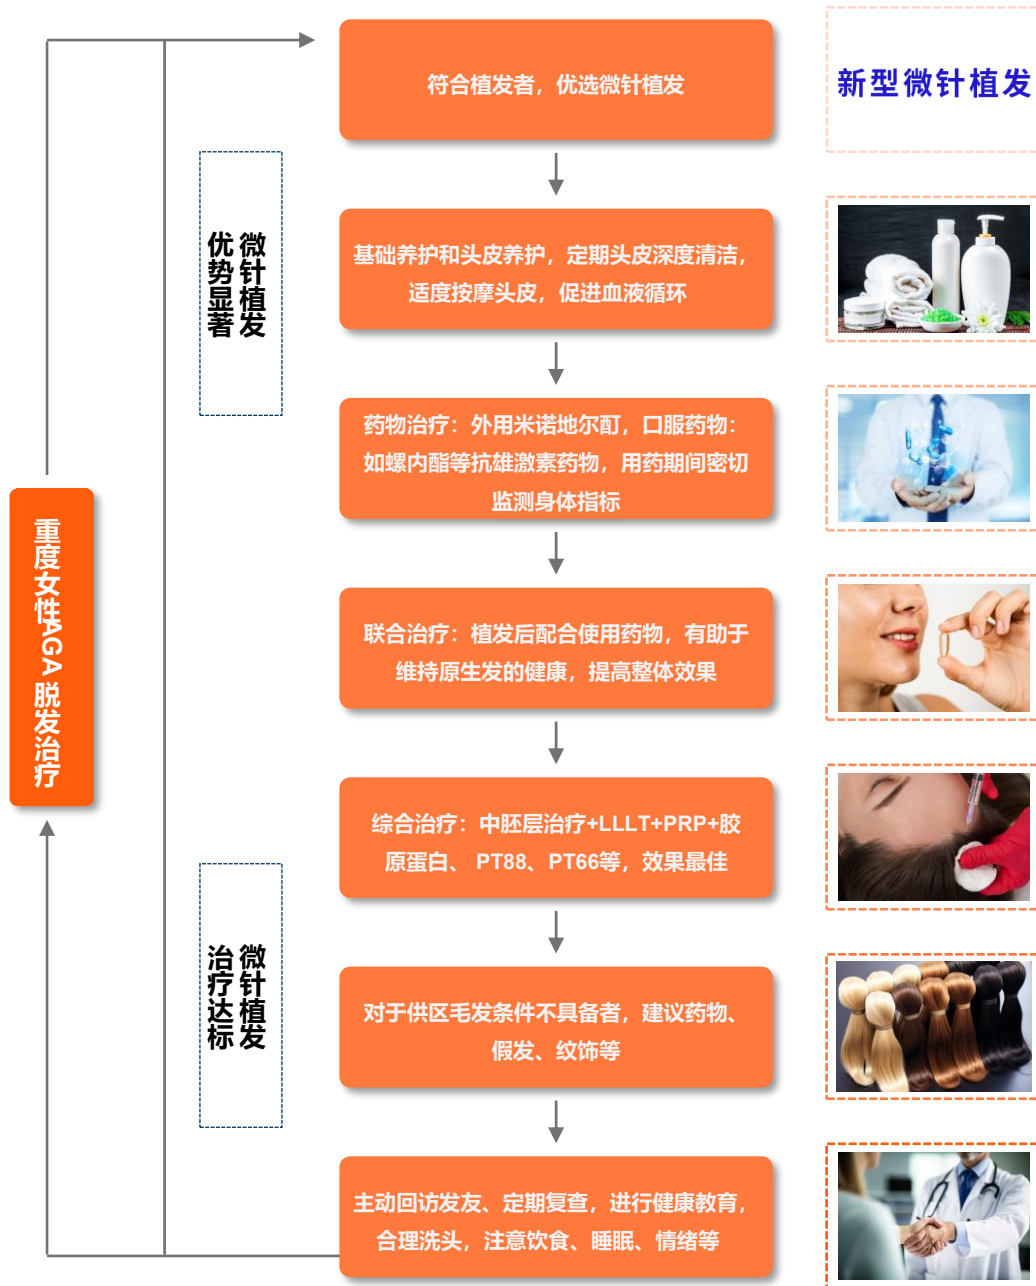 符合植发者，优选微针植发
新型微针植发
微针植发
优势显著
基础养护和头皮养护，定期头皮深度清洁，
适度按摩头皮，促进血液循环
药物治疗：外用米诺地尔酊，口服药物：
如螺内酯等抗雄激素药物，用药期间密切
监测身体指标
重度女性AGA 脱发治疗
联合治疗：植发后配合使用药物，有助于
维持原生发的健康，提高整体效果
综合治疗：中胚层治疗+LLLT+PRP+胶
原蛋白、 PT88、PT66等，效果最佳
微针植发
治疗达标
对于供区毛发条件不具备者，建议药物、
假发、纹饰等
主动回访发友、定期复查，进行健康教育，
合理洗头，注意饮食、睡眠、情绪等